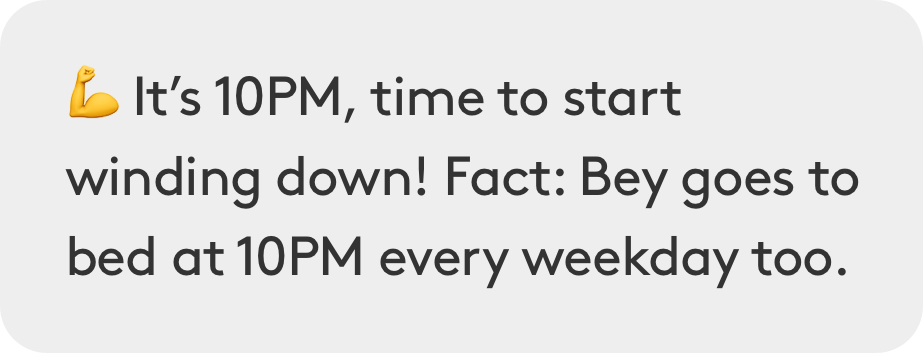 💪 It’s 10PM, time to start
winding down! Fact: Bey goes to
bed at 10PM every weekday too.